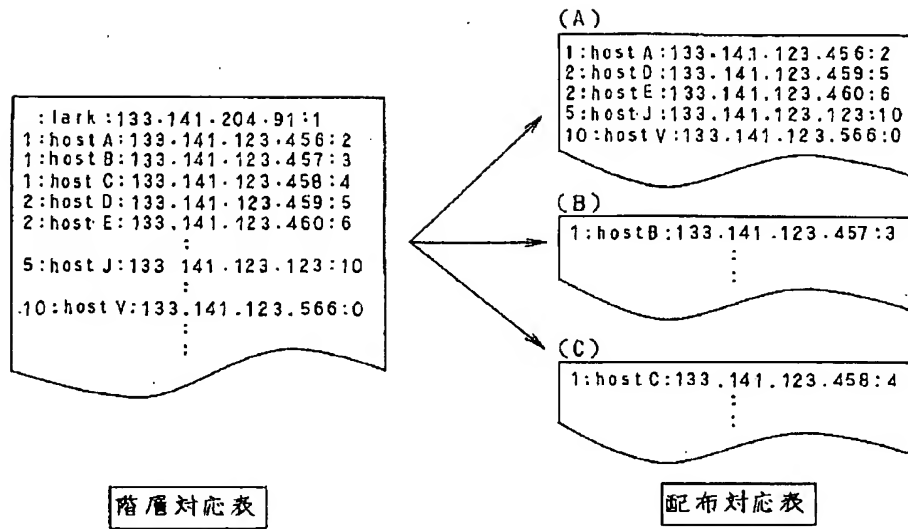 :lark:133.141.204.91:1
1:host A:133.141.123.456:2
1:host B:133.141.123.457:3
1:host C:133.141.123.458:4
2:host D:133.141.123.459:5
2:host E:133.141.123.460:6
:
5:host J:133 141.123.123:10
:
10:host V:133.141.123.566:0
:
階層対応表
(A)
1:host A:133.141.123.456:2
2:host D:133.141.123.459:5
2:host E:133.141.123.460:6
5:host J:133.141.123.123:10
10:host V:133.141.123.566:0
(B)
1:hostB:133.141.123.457:3
:
(C)
1:hostC:133.141.123.458:4
:
配布対応表